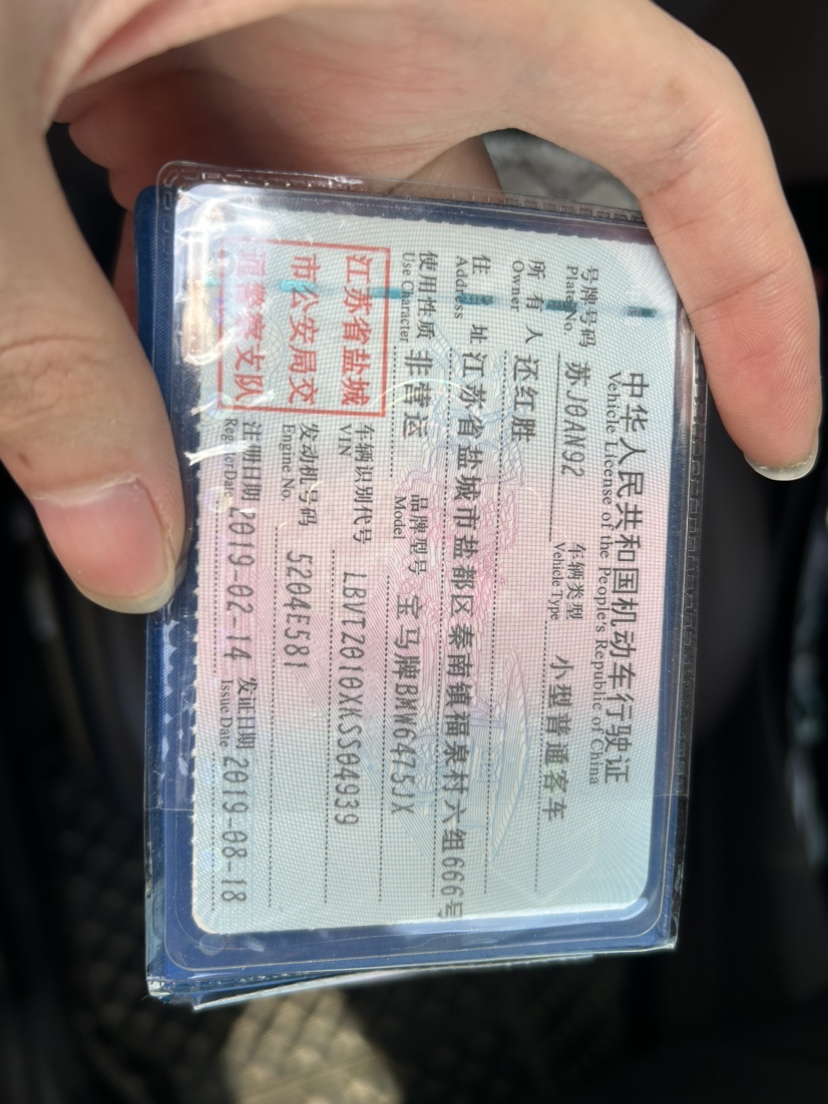 中华人民共和国机动车行驶证
Vehicle License of the People's Republic of China
号牌号码 苏J0AN92 车辆类型 小型普通客车
Plate No. Vehicle Type
所有人 还红胜
Owner
住址 江苏省盐城市盐都区秦南镇福泉村六组666号
Address
使用性质 非营运 品牌型号 宝马牌BMW6475JX
Use Character Model
江苏省盐城
市公安局交
通警察支队
车辆识别代号 LBVTZ010XKSS04939
VIN
发动机号码 5204E581
Engine No.
注册日期 2019-02-14 发证日期 2019-08-18
Register Date Issue Date